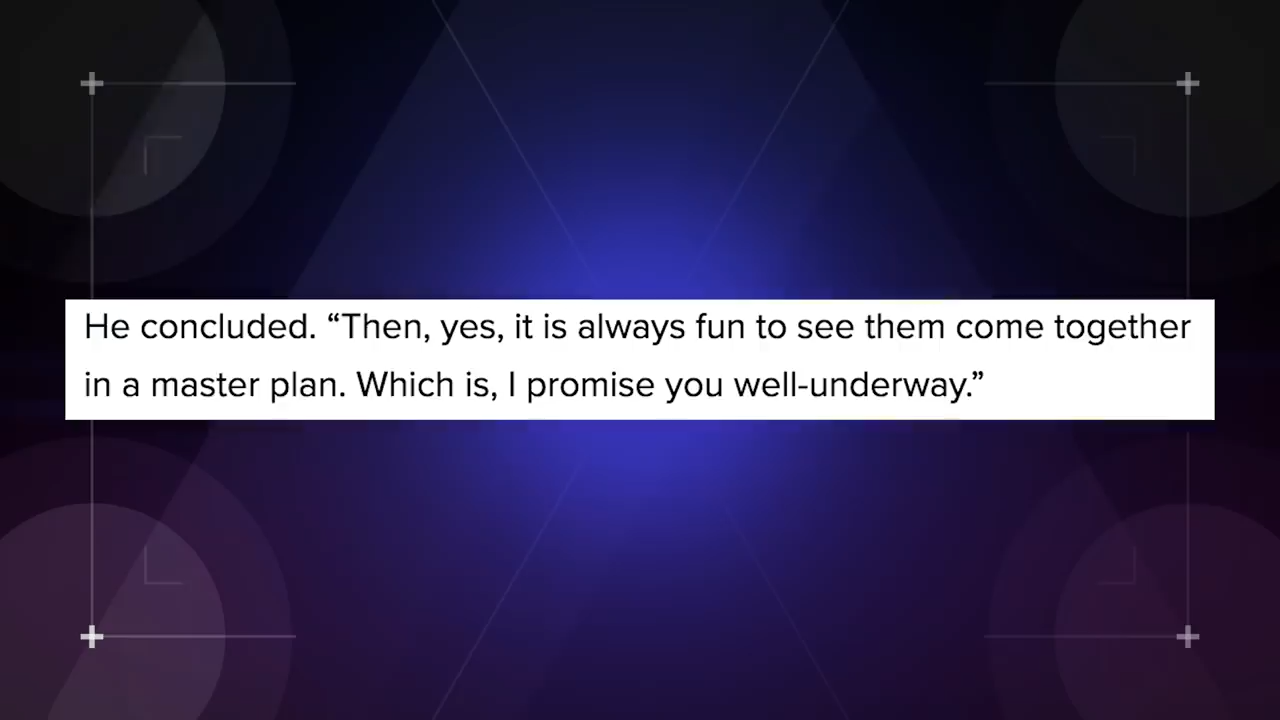 He concluded. “Then, yes, it is always fun to see them come together
in a master plan. Which is, I promise you well-underway.”